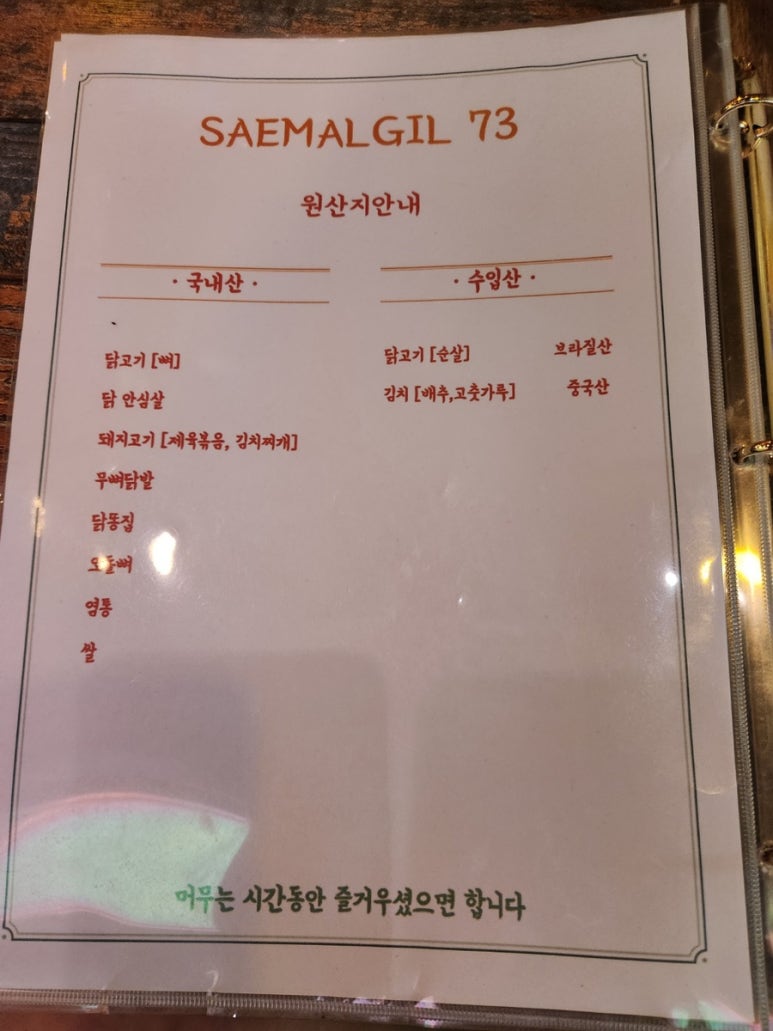 SAEMALGIL 73
원산지안내
· 국내산 ·
닭고기 [뼈]
닭 안심살
돼지고기 [제육볶음, 김치찌개]
무뼈닭발
닭똥집
오돌뼈
염통
쌀
· 수입산 ·
닭고기 [순살] 브라질산
김치 [배추,고춧가루] 중국산
머무는 시간동안 즐거우셨으면 합니다